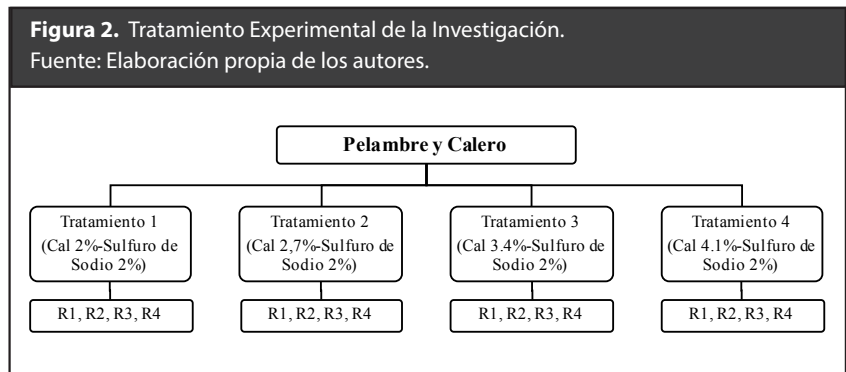 Figura 2. Tratamiento Experimental de la Investigación.
Fuente: Elaboración propia de los autores.
Pelambre y Calero
Tratamiento 1
(Cal 2%-Sulfuro de
Sodio 2%)
Tratamiento 2
(Cal 2,7%-Sulfuro de
Sodio 2%)
Tratamiento 3
(Cal 3.4%-Sulfuro de
Sodio 2%)
Tratamiento 4
(Cal 4.1%-Sulfuro de
Sodio 2%)
R1, R2, R3, R4
R1, R2, R3, R4
R1, R2, R3, R4
R1, R2, R3, R4